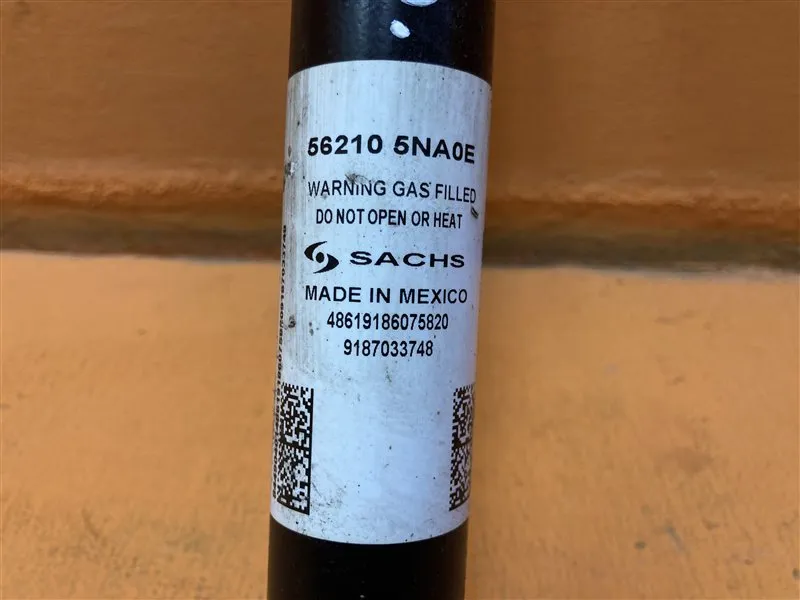 56210 5NA0E
WARNING GAS FILLED
DO NOT OPEN OR HEAT
SACHS
MADE IN MEXICO
48619186075820
9187033748